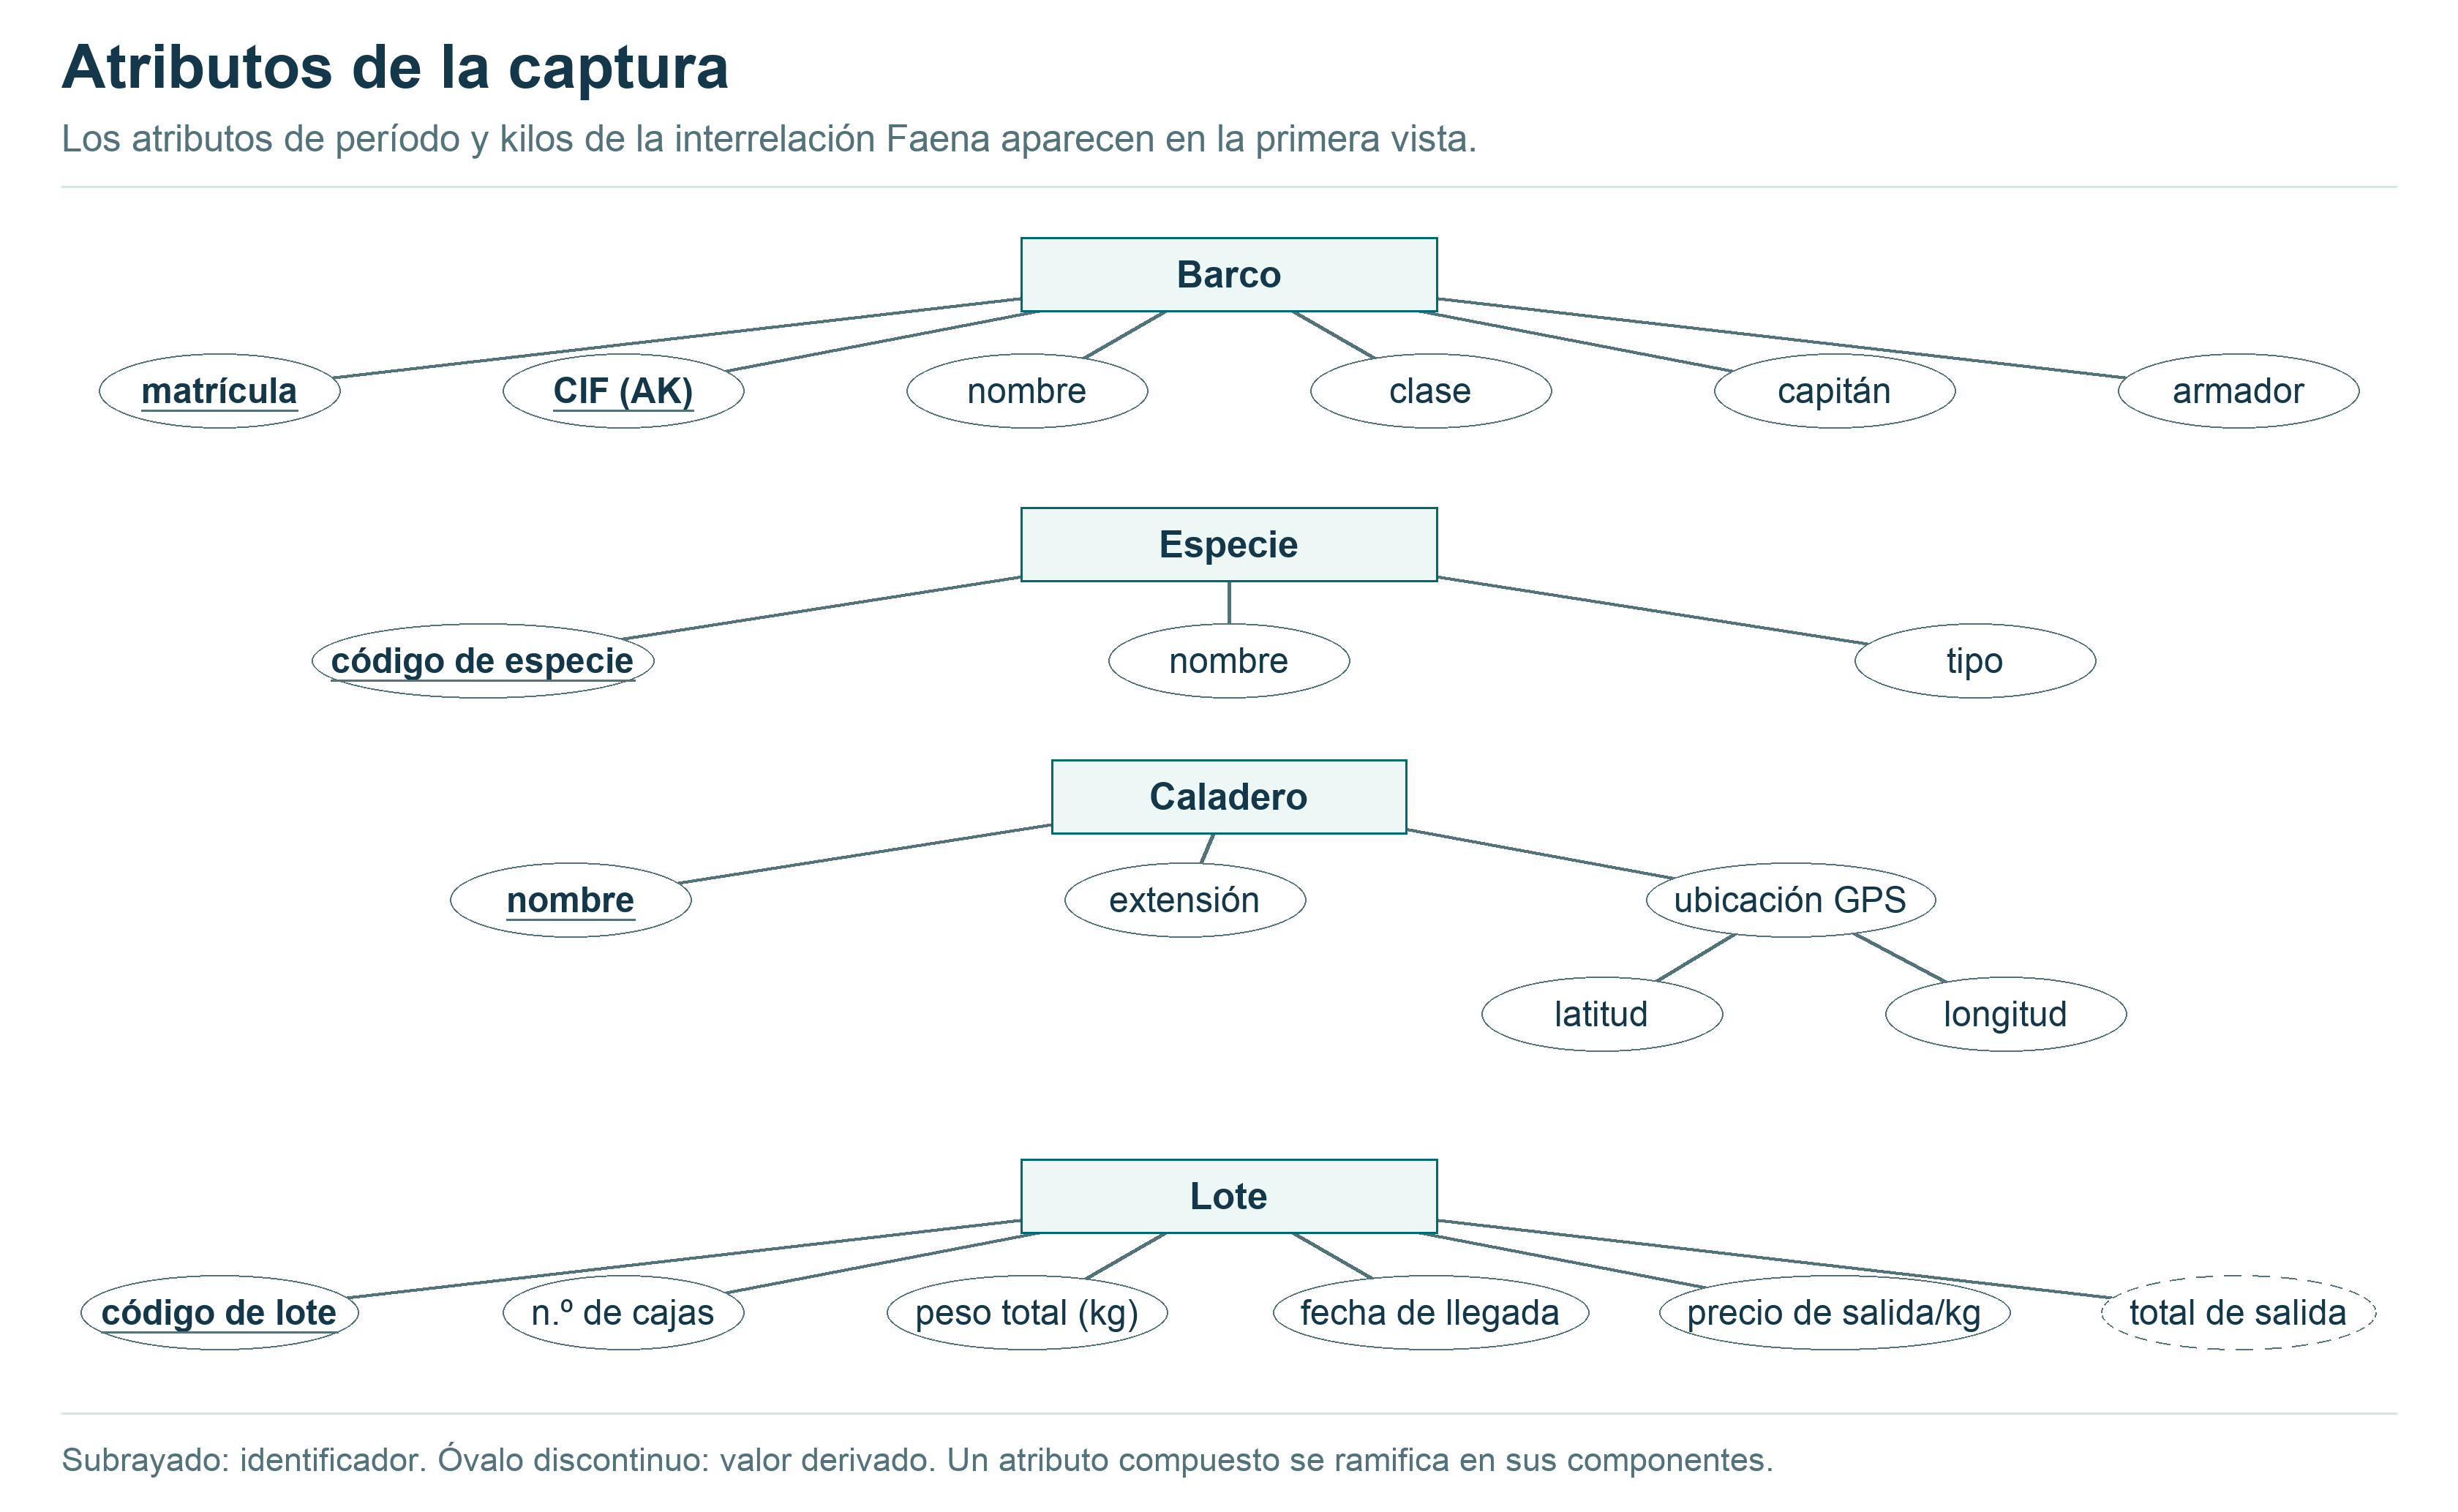 Atributos de la captura
Los atributos de período y kilos de la interrelación Faena aparecen en la primera vista.
Barco
matrícula
CIF (AK)
nombre
clase
capitán
armador
Especie
código de especie
nombre
tipo
Caladero
nombre
extensión
ubicación GPS
latitud
longitud
Lote
código de lote
n.º de cajas
peso total (kg)
fecha de llegada
precio de salida/kg
total de salida
Subrayado: identificador. Óvalo discontinuo: valor derivado. Un atributo compuesto se ramifica en sus componentes.